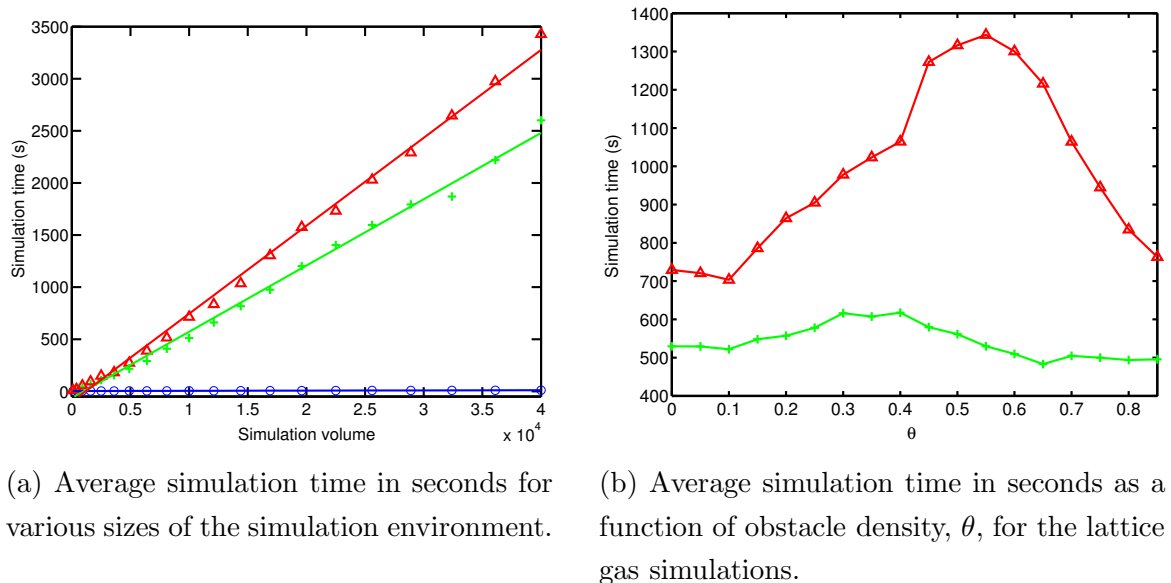 3500
3000
2500
2000
1500
1000
500
0
Simulation time (s)
0 0.5 1 1.5 2 2.5 3 3.5 4
Simulation volume
x 10^4
1400
1300
1200
1100
1000
900
800
700
600
500
400
Simulation time (s)
0 0.1 0.2 0.3 0.4 0.5 0.6 0.7 0.8
θ
(a) Average simulation time in seconds for
various sizes of the simulation environment.
(b) Average simulation time in seconds as a
function of obstacle density, θ, for the lattice
gas simulations.